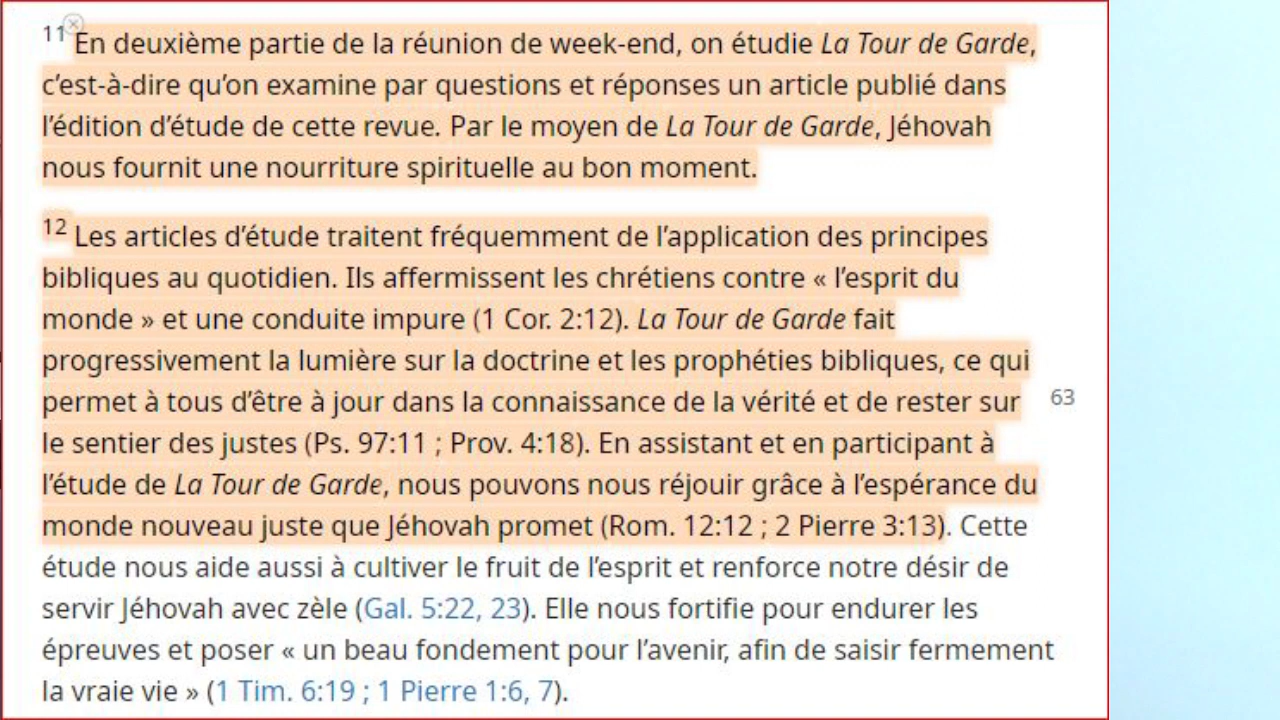 11 En deuxième partie de la réunion de week-end, on étudie La Tour de Garde,
c’est-à-dire qu’on examine par questions et réponses un article publié dans
l’édition d’étude de cette revue. Par le moyen de La Tour de Garde, Jéhovah
nous fournit une nourriture spirituelle au bon moment.
12 Les articles d’étude traitent fréquemment de l’application des principes
bibliques au quotidien. Ils affermissent les chrétiens contre « l’esprit du
monde » et une conduite impure (1 Cor. 2:12). La Tour de Garde fait
progressivement la lumière sur la doctrine et les prophéties bibliques, ce qui
permet à tous d’être à jour dans la connaissance de la vérité et de rester sur
63
le sentier des justes (Ps. 97:11 ; Prov. 4:18). En assistant et en participant à
l’étude de La Tour de Garde, nous pouvons nous réjouir grâce à l’espérance du
monde nouveau juste que Jéhovah promet (Rom. 12:12 ; 2 Pierre 3:13). Cette
étude nous aide aussi à cultiver le fruit de l’esprit et renforce notre désir de
servir Jéhovah avec zèle (Gal. 5:22, 23). Elle nous fortifie pour endurer les
épreuves et poser « un beau fondement pour l’avenir, afin de saisir fermement
la vraie vie » (1 Tim. 6:19 ; 1 Pierre 1:6, 7).